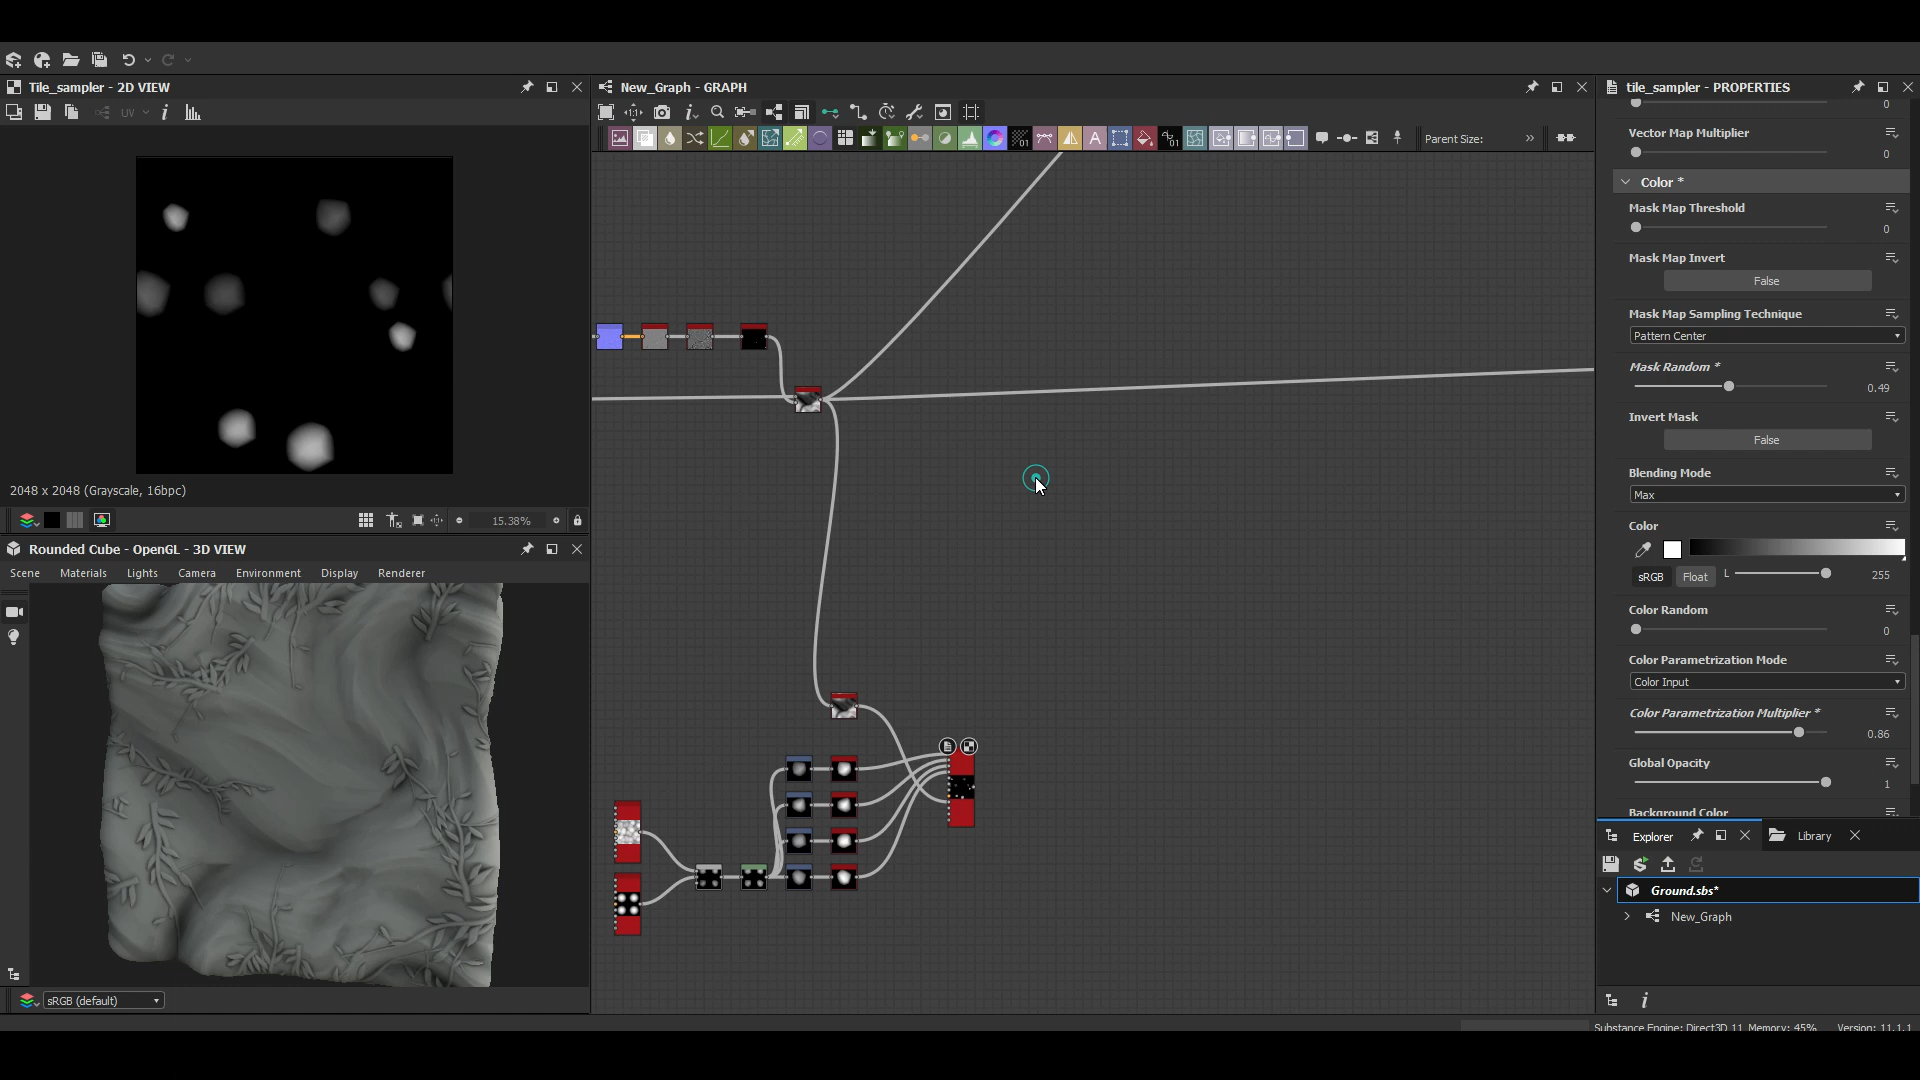 Tile_sampler - 2D VIEW
New_Graph - GRAPH
tile_sampler - PROPERTIES
UV
Parent Size:
0
Vector Map Multiplier
0
Color *
Mask Map Threshold
0
Mask Map Invert
False
Mask Map Sampling Technique
Pattern Center
Mask Random *
0.49
Invert Mask
False
Blending Mode
Max
Color
sRGB
Float
L
255
Color Random
0
Color Parametrization Mode
Color Input
Color Parametrization Multiplier *
0.86
Global Opacity
1
Background Color
2048 x 2048 (Grayscale, 16bpc)
15.38%
Rounded Cube - OpenGL - 3D VIEW
Scene
Materials
Lights
Camera
Environment
Display
Renderer
sRGB (default)
Explorer
Library
Ground.sbs*
New_Graph
Substance Engine: Direct3D 11 Memory: 45%
Version: 11.1.1